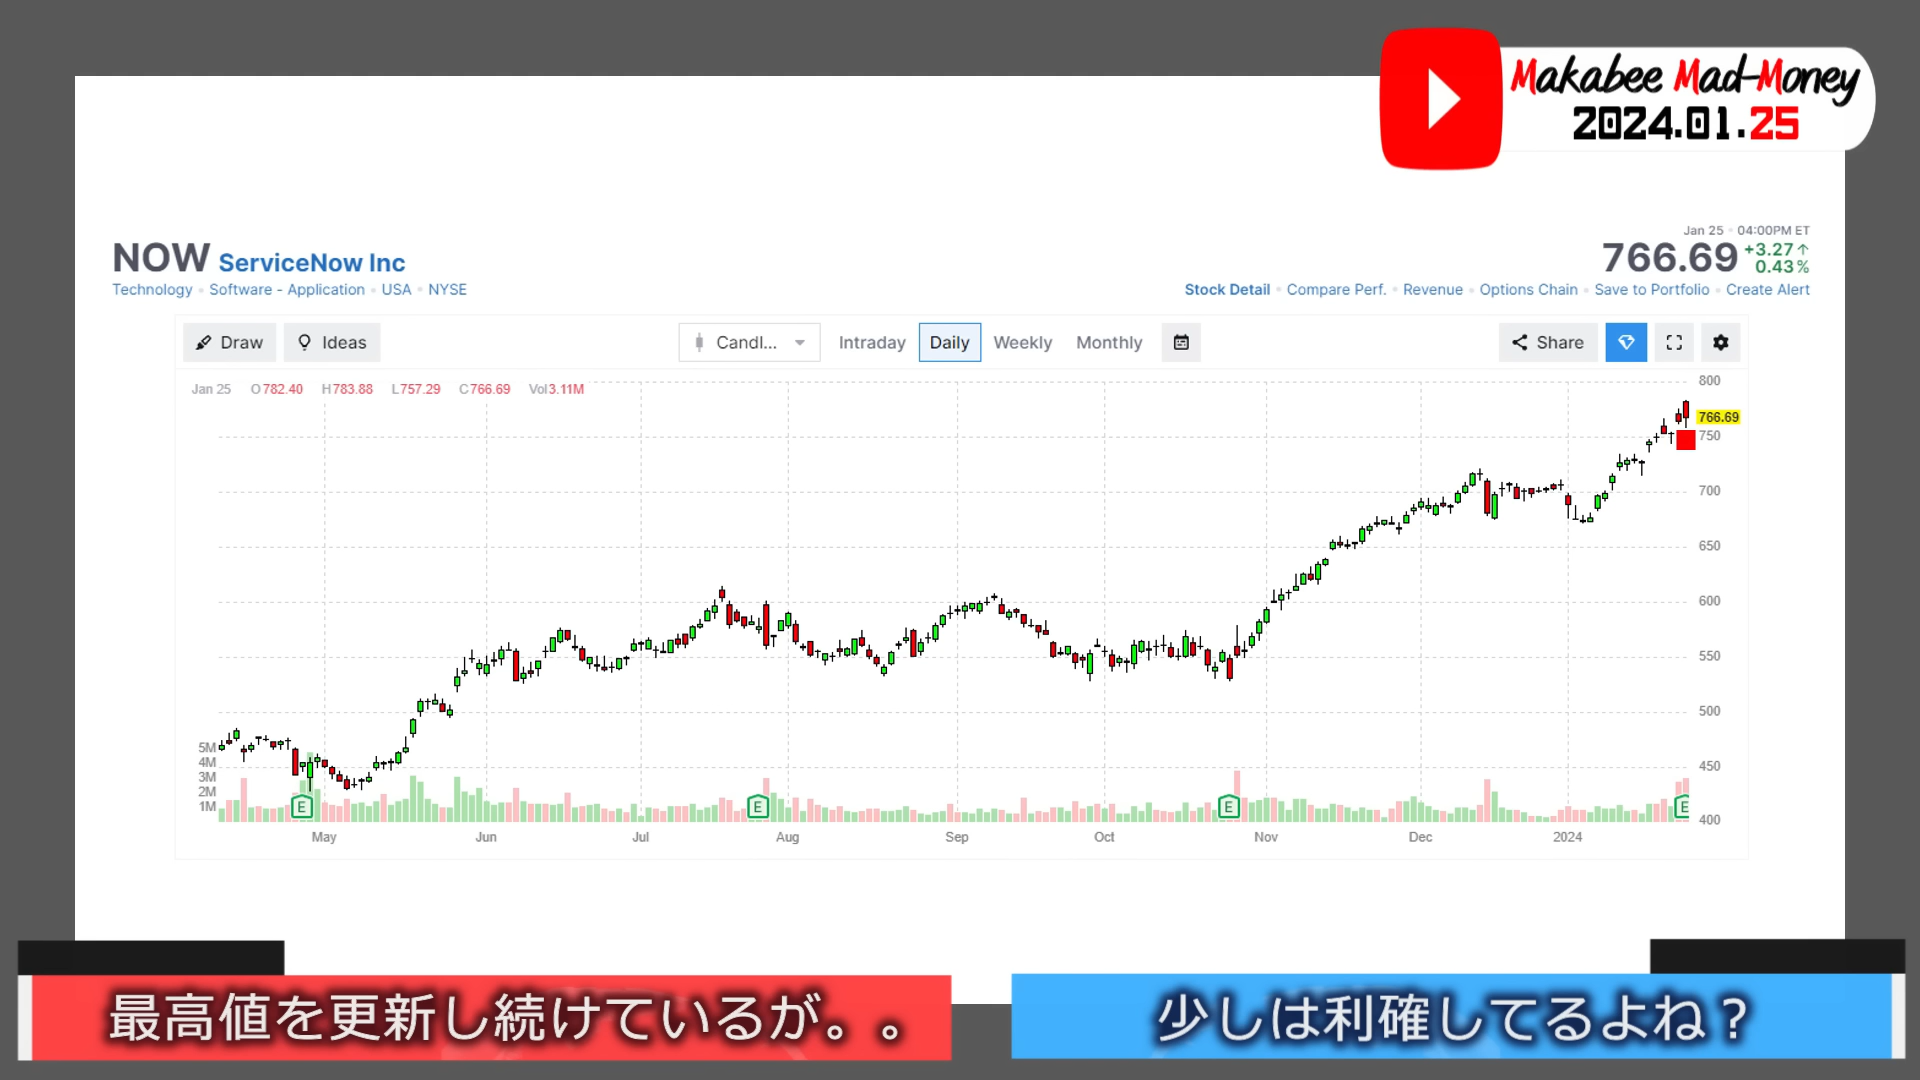 Makabee Mad-Money
2024.01.25
Jan 25 • 04:00PM ET
NOW ServiceNow Inc
766.69 +3.27↑
0.43%
Technology • Software - Application • USA • NYSE
Stock Detail • Compare Perf. • Revenue • Options Chain • Save to Portfolio • Create Alert
Draw Ideas Candl... Intraday Daily Weekly Monthly Share
Jan 25 O782.40 H783.88 L757.29 C766.69 Vol3.11M
800
766.69
750
700
650
600
550
500
450
400
5M
4M
3M
2M
1M
E E E E
May Jun Jul Aug Sep Oct Nov Dec 2024
最高値を更新し続けているが。。
少しは利確してるよね？